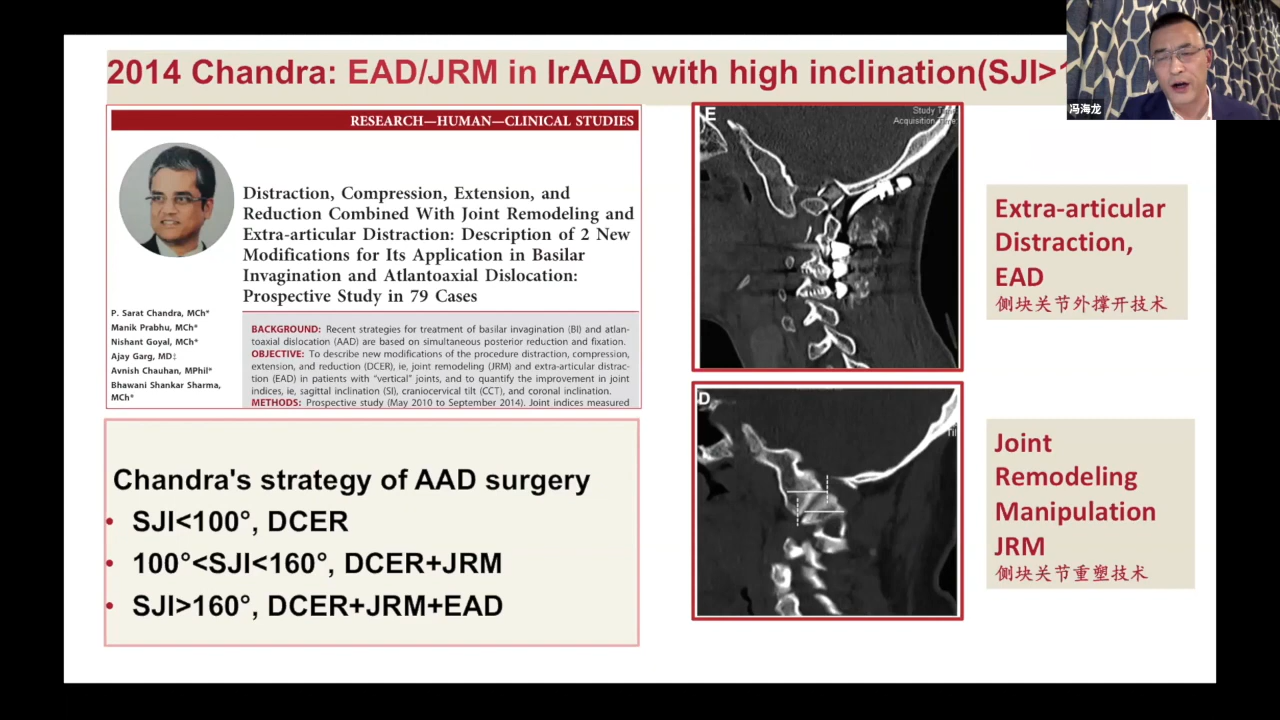 2014 Chandra: EAD/JRM in IrAAD with high inclination(SJI>
冯海龙
RESEARCH—HUMAN—CLINICAL STUDIES
Distraction, Compression, Extension, and
Reduction Combined With Joint Remodeling and
Extra-articular Distraction: Description of 2 New
Modifications for Its Application in Basilar
Invagination and Atlantoaxial Dislocation:
Prospective Study in 79 Cases
P. Sarat Chandra, MCh*
Manik Prabhu, MCh*
Nishant Goyal, MCh*
Ajay Garg, MD‡
Avnish Chauhan, MPhil*
Bhawani Shankar Sharma,
MCh*
BACKGROUND: Recent strategies for treatment of basilar invagination (BI) and atlan-
toaxial dislocation (AAD) are based on simultaneous posterior reduction and fixation.
OBJECTIVE: To describe new modifications of the procedure distraction, compression,
extension, and reduction (DCER), ie, joint remodeling (JRM) and extra-articular distrac-
tion (EAD) in patients with "vertical" joints, and to quantify the improvement in joint
indices, ie, sagittal inclination (SI), craniocervical tilt (CCT), and coronal inclination.
METHODS: Prospective study (May 2010 to September 2014). Joint indices measured
Chandra's strategy of AAD surgery
• SJI<100°, DCER
• 100°<SJI<160°, DCER+JRM
• SJI>160°, DCER+JRM+EAD
E
Study
Acquisition Time
Extra-articular
Distraction,
EAD
侧块关节外撑开技术
D
Joint
Remodeling
Manipulation
JRM
侧块关节重塑技术